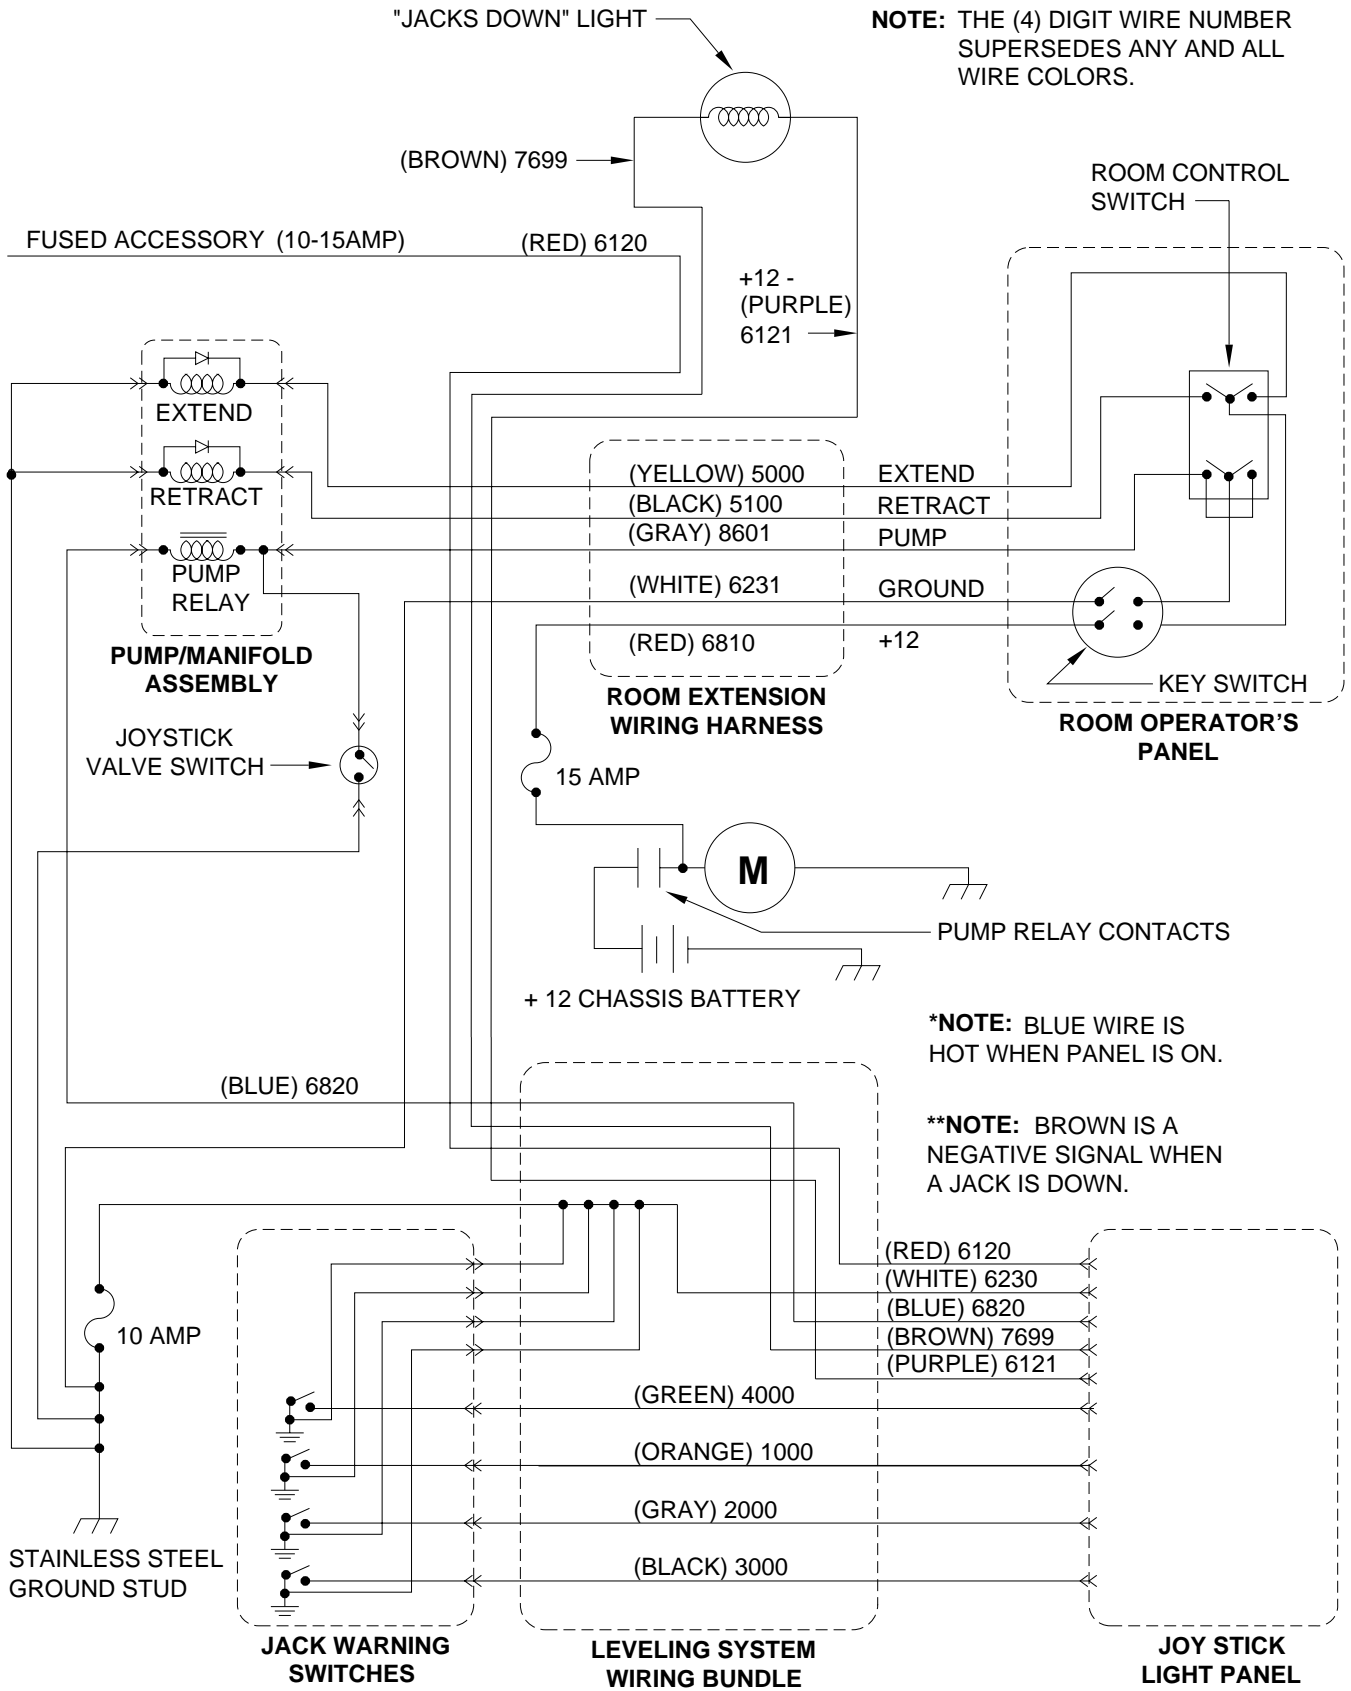 "JACKS DOWN" LIGHT
NOTE: THE (4) DIGIT WIRE NUMBER
SUPERSEDES ANY AND ALL
WIRE COLORS.
(BROWN) 7699
ROOM CONTROL
SWITCH
FUSED ACCESSORY (10-15AMP)
(RED) 6120
+12 -
(PURPLE)
6121
EXTEND
RETRACT
PUMP
RELAY
PUMP/MANIFOLD
ASSEMBLY
(YELLOW) 5000
EXTEND
(BLACK) 5100
RETRACT
(GRAY) 8601
PUMP
(WHITE) 6231
GROUND
(RED) 6810
+12
ROOM EXTENSION
WIRING HARNESS
KEY SWITCH
ROOM OPERATOR'S
PANEL
JOYSTICK
VALVE SWITCH
15 AMP
M
PUMP RELAY CONTACTS
+ 12 CHASSIS BATTERY
*NOTE: BLUE WIRE IS
HOT WHEN PANEL IS ON.
(BLUE) 6820
**NOTE: BROWN IS A
NEGATIVE SIGNAL WHEN
A JACK IS DOWN.
(RED) 6120
(WHITE) 6230
(BLUE) 6820
(BROWN) 7699
(PURPLE) 6121
10 AMP
(GREEN) 4000
(ORANGE) 1000
(GRAY) 2000
(BLACK) 3000
STAINLESS STEEL
GROUND STUD
JACK WARNING
SWITCHES
LEVELING SYSTEM
WIRING BUNDLE
JOY STICK
LIGHT PANEL